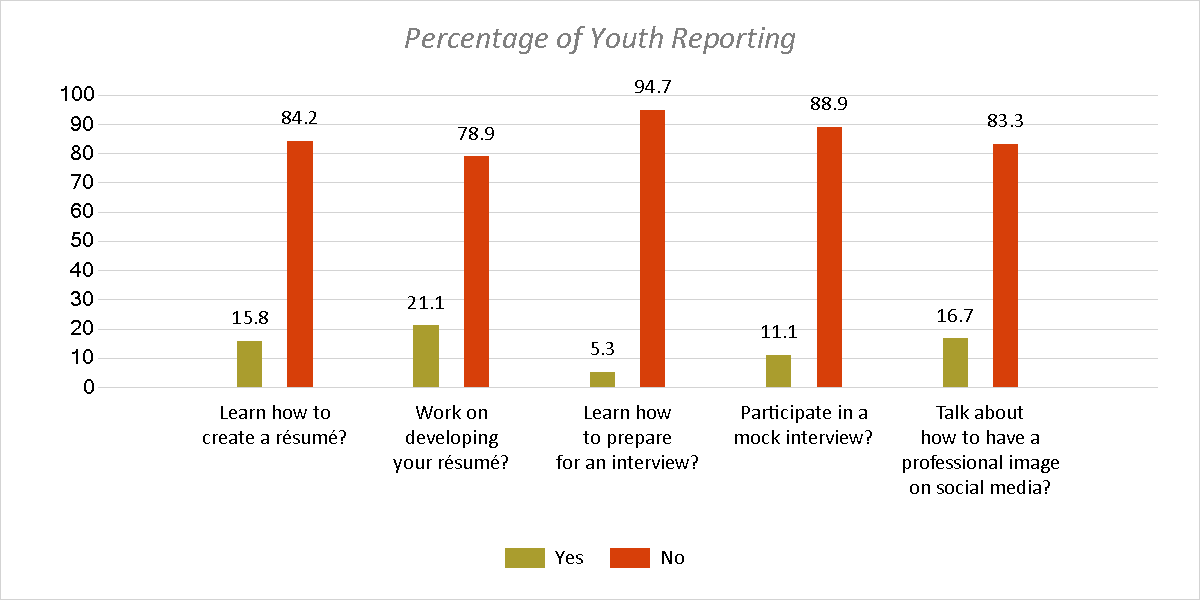 Percentage of Youth Reporting
100
90
80
70
60
50
40
30
20
10
0
15.8
84.2
21.1
78.9
5.3
94.7
11.1
88.9
16.7
83.3
Learn how to
create a résumé?
Work on
developing
your résumé?
Learn how
to prepare
for an interview?
Participate in a
mock interview?
Talk about
how to have a
professional image
on social media?
Yes
No